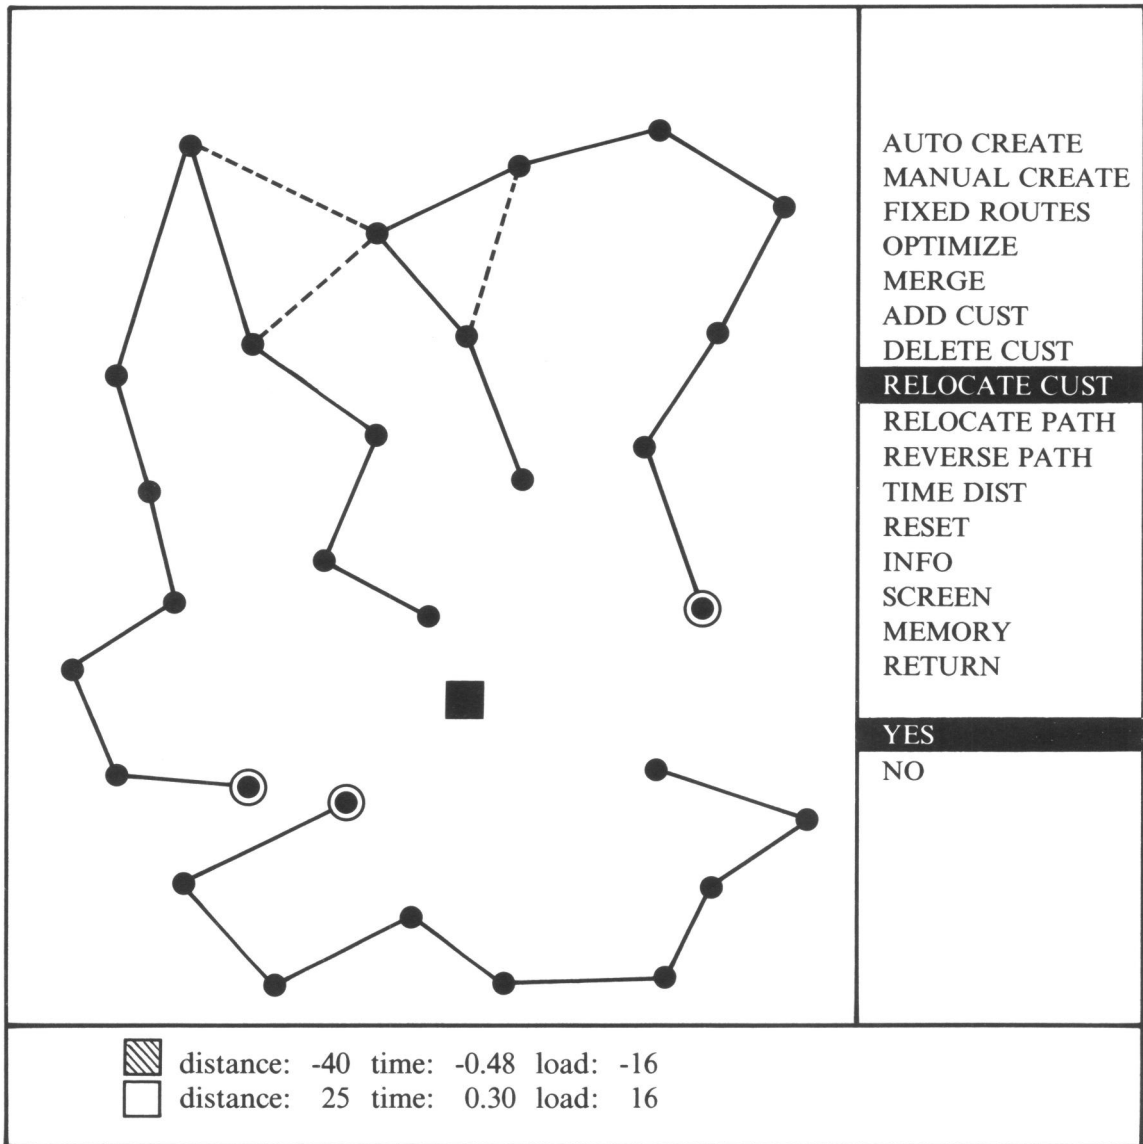 AUTO CREATE
MANUAL CREATE
FIXED ROUTES
OPTIMIZE
MERGE
ADD CUST
DELETE CUST
RELOCATE CUST
RELOCATE PATH
REVERSE PATH
TIME DIST
RESET
INFO
SCREEN
MEMORY
RETURN
YES
NO
distance: -40 time: -0.48 load: -16
distance: 25 time: 0.30 load: 16